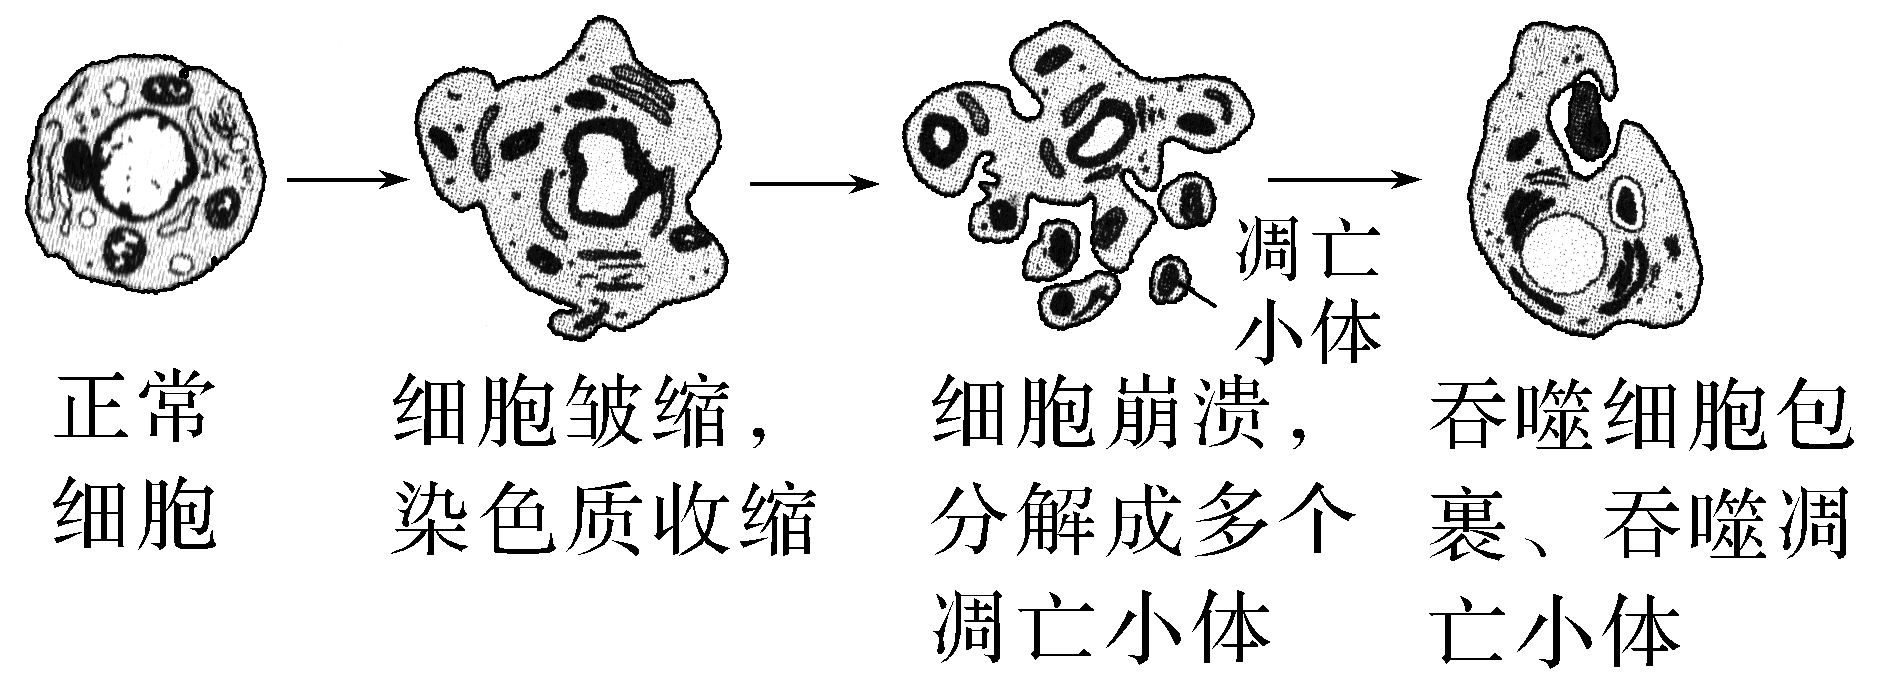 凋亡
小体
正常
细胞
细胞皱缩，
染色质收缩
细胞崩溃，
分解成多个
凋亡小体
吞噬细胞包
裹、吞噬凋
亡小体